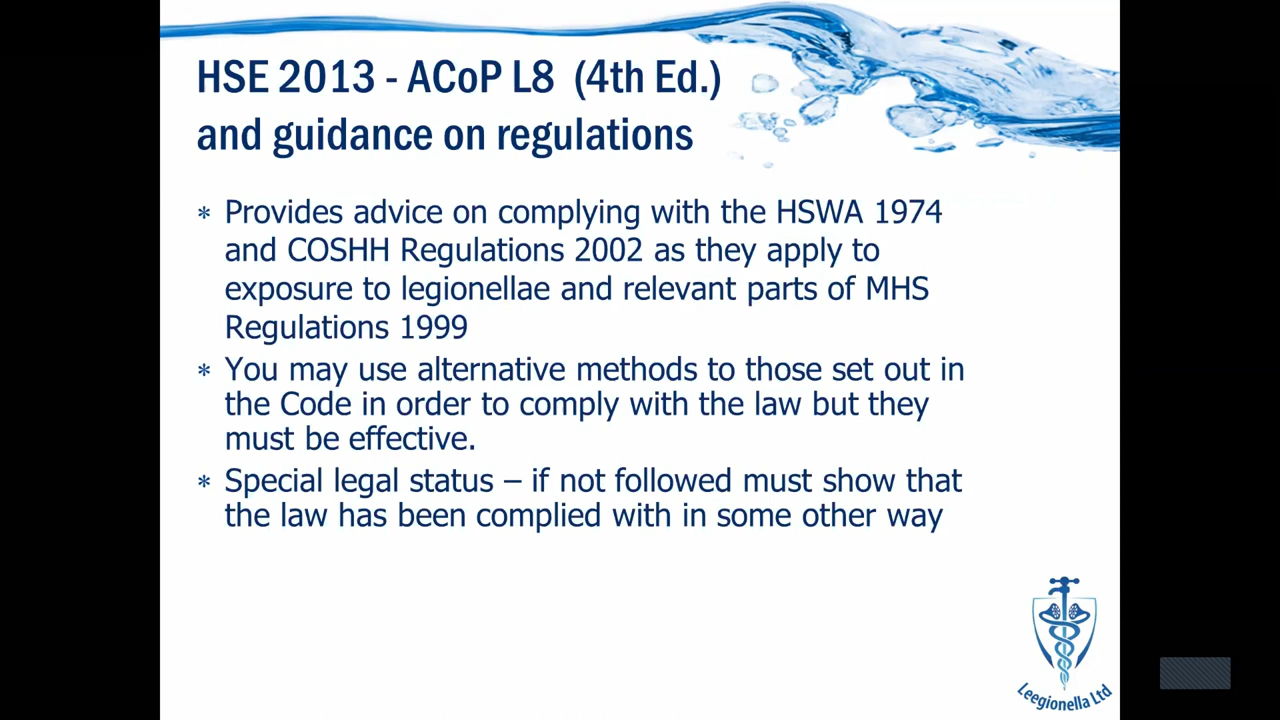 HSE 2013 - ACoP L8 (4th Ed.)
and guidance on regulations
* Provides advice on complying with the HSWA 1974
and COSHH Regulations 2002 as they apply to
exposure to legionellae and relevant parts of MHS
Regulations 1999
* You may use alternative methods to those set out in
the Code in order to comply with the law but they
must be effective.
* Special legal status – if not followed must show that
the law has been complied with in some other way
Leegionella Ltd